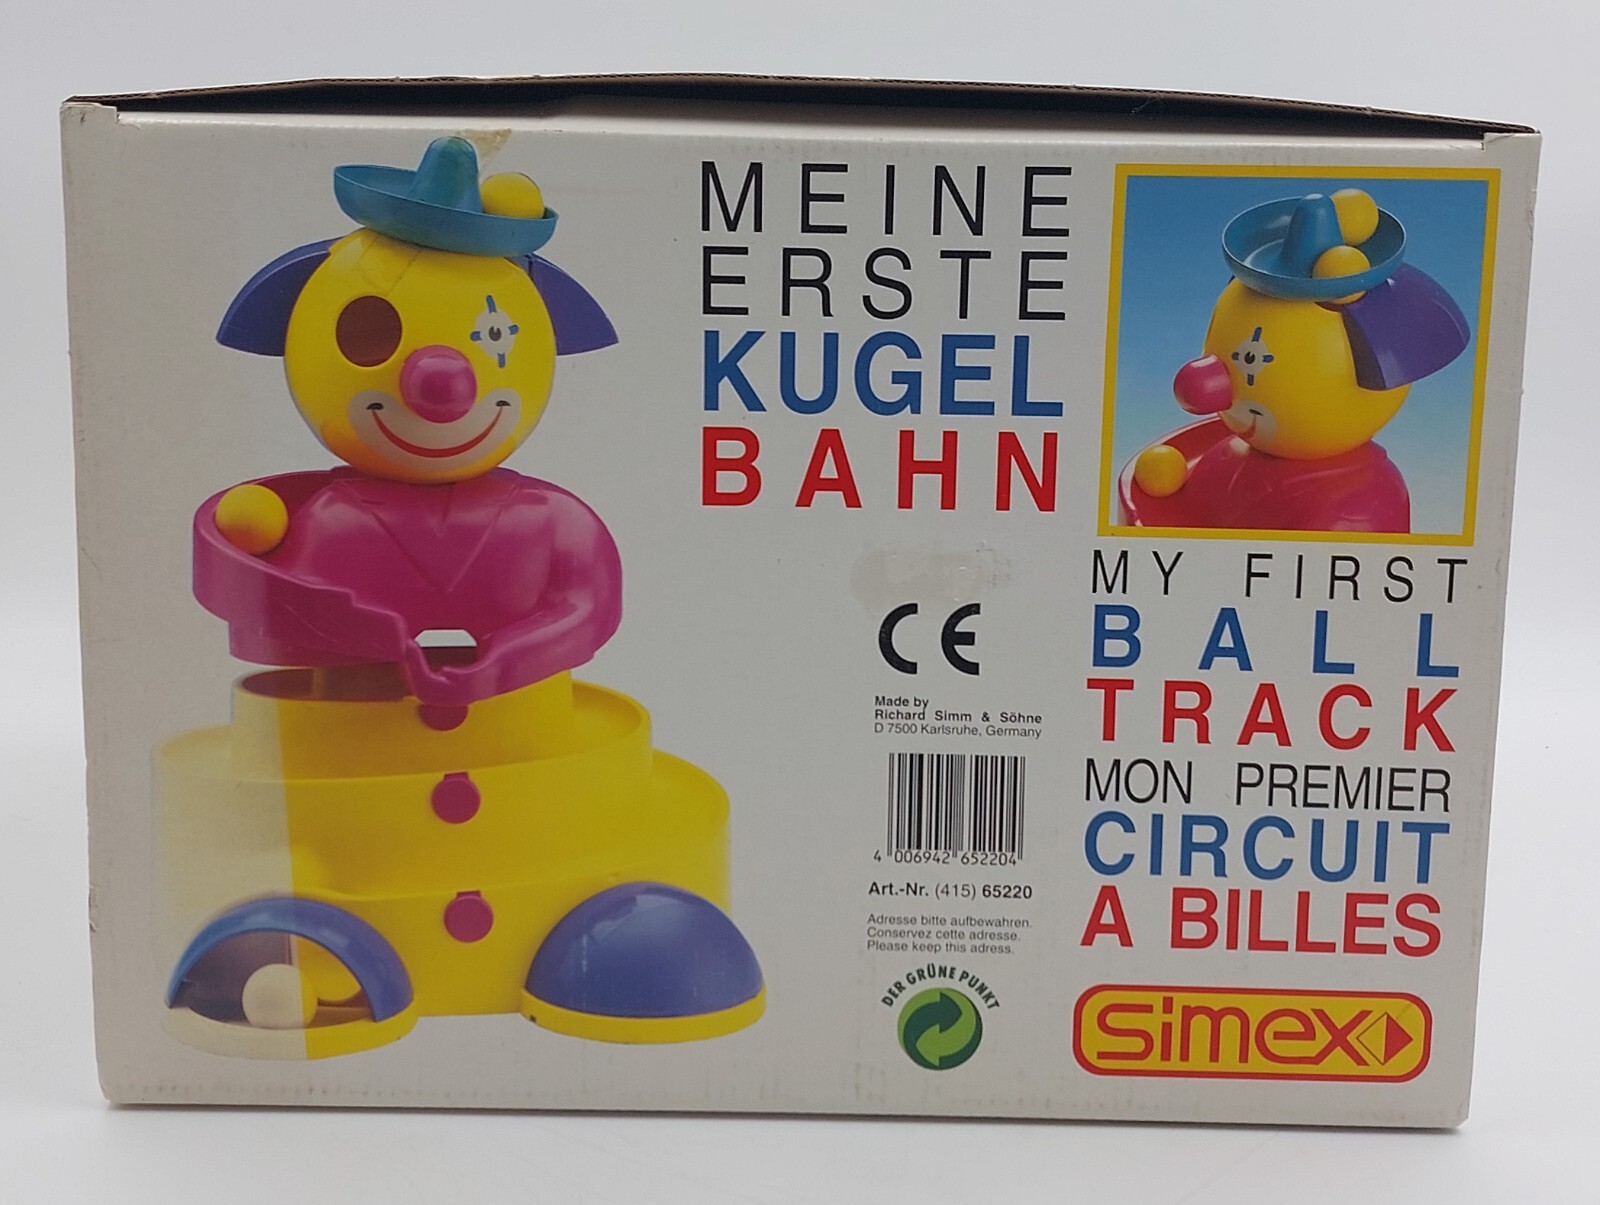 MEINE
ERSTE
KUGEL
BAHN
MY FIRST
BALL
TRACK
MON PREMIER
CIRCUIT
A BILLES
simex
CE
Made by
Richard Simm & Söhne
D 7500 Karlsruhe, Germany
4 006942 652204
Art.-Nr. (415) 65220
Adresse bitte aufbewahren.
Conservez cette adresse.
Please keep this adress.
DER GRÜNE PUNKT